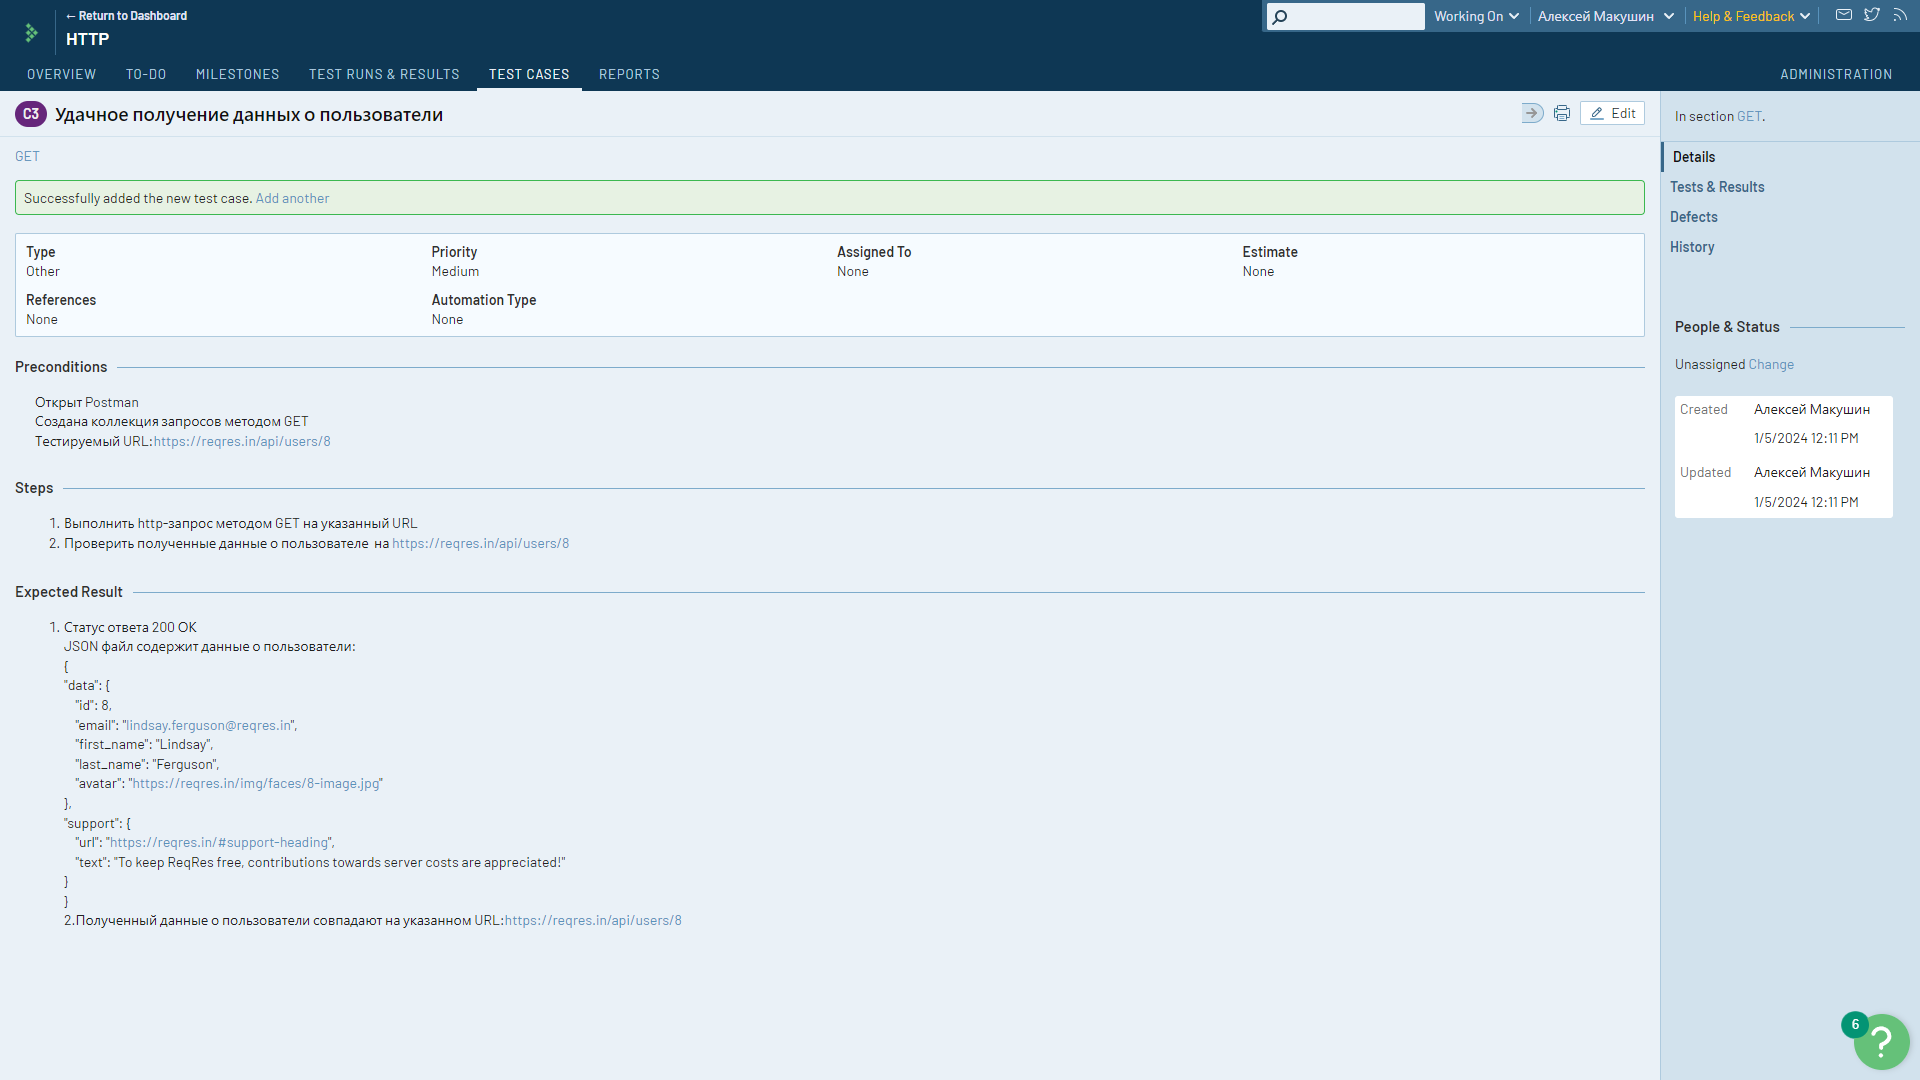 ← Return to Dashboard
HTTP
Working On
Алексей Макушин
Help & Feedback
OVERVIEW
TO-DO
MILESTONES
TEST RUNS & RESULTS
TEST CASES
REPORTS
ADMINISTRATION
C3 Удачное получение данных о пользователи
Edit
GET
Successfully added the new test case. Add another
Type
Other
Priority
Medium
Assigned To
None
Estimate
None
References
None
Automation Type
None
Preconditions
Открыт Postman
Создана коллекция запросов методом GET
Тестируемый URL:https://reqres.in/api/users/8
Steps
1. Выполнить http-запрос методом GET на указанный URL
2. Проверить полученные данные о пользователе на https://reqres.in/api/users/8
Expected Result
1. Статус ответа 200 OK
JSON файл содержит данные о пользователи:
{
"data": {
"id": 8,
"email": "lindsay.ferguson@reqres.in",
"first_name": "Lindsay",
"last_name": "Ferguson",
"avatar": "https://reqres.in/img/faces/8-image.jpg"
},
"support": {
"url": "https://reqres.in/#support-heading",
"text": "To keep ReqRes free, contributions towards server costs are appreciated!"
}
}
2.Полученный данные о пользователи совпадают на указанном URL:https://reqres.in/api/users/8
In section GET.
Details
Tests & Results
Defects
History
People & Status
Unassigned Change
Created Алексей Макушин
1/5/2024 12:11 PM
Updated Алексей Макушин
1/5/2024 12:11 PM
6
?